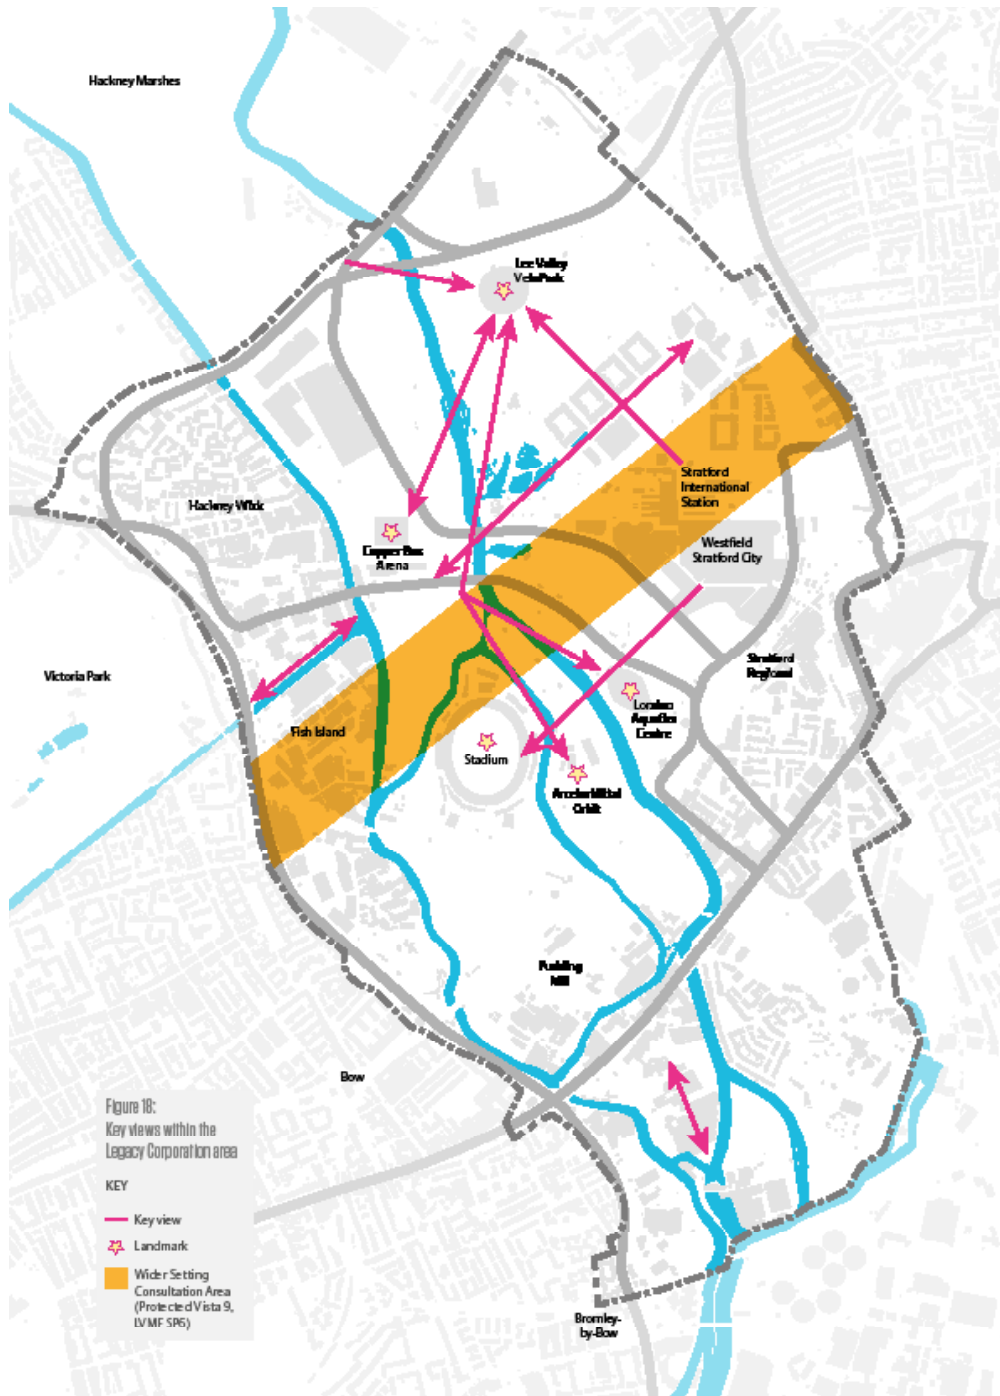 Hackney Marshes
Lee Valley
VeloPark
Stratford
International
Station
Hackney Wick
Copper Box
Arena
Westfield
Stratford City
Victoria Park
Stratford
Regional
London
Aquatics
Centre
Fish Island
Stadium
ArcelorMittal
Orbit
Pudding
Mill
Bow
Figure 18:
Key views within the
Legacy Corporation area
KEY
Key view
Landmark
Wider Setting
Consultation Area
(Protected Vista 9,
LVMF SPG)
Bromley-
by-Bow